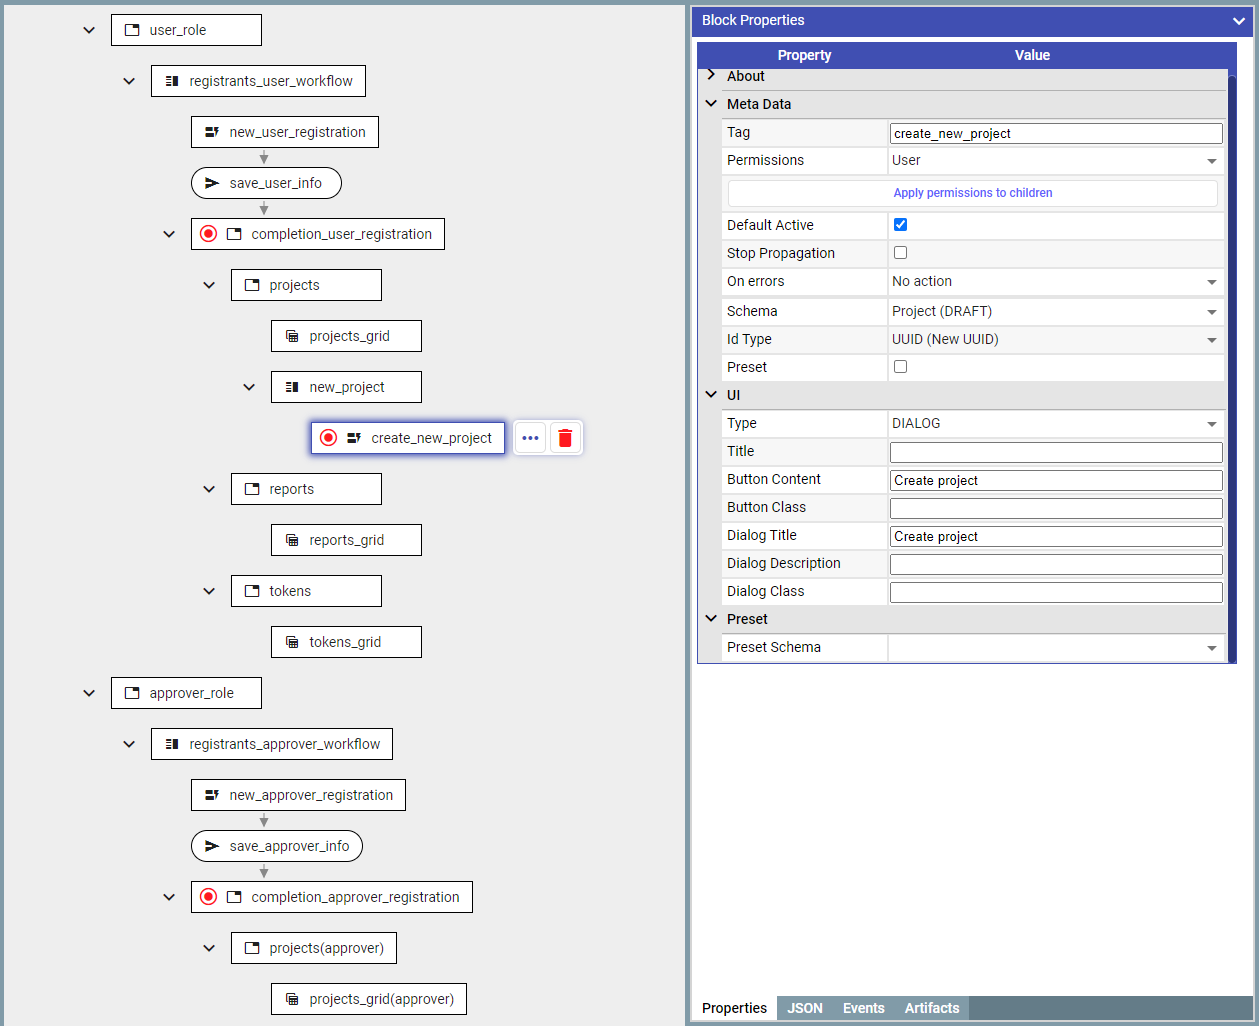 user_role
registrants_user_workflow
new_user_registration
save_user_info
completion_user_registration
projects
projects_grid
new_project
create_new_project
reports
reports_grid
tokens
tokens_grid
approver_role
registrants_approver_workflow
new_approver_registration
save_approver_info
completion_approver_registration
projects(approver)
projects_grid(approver)
Block Properties
Property Value
About
Meta Data
Tag create_new_project
Permissions User
Apply permissions to children
Default Active
Stop Propagation
On errors No action
Schema Project (DRAFT)
Id Type UUID (New UUID)
Preset
UI
Type DIALOG
Title
Button Content Create project
Button Class
Dialog Title Create project
Dialog Description
Dialog Class
Preset
Preset Schema
Properties JSON Events Artifacts